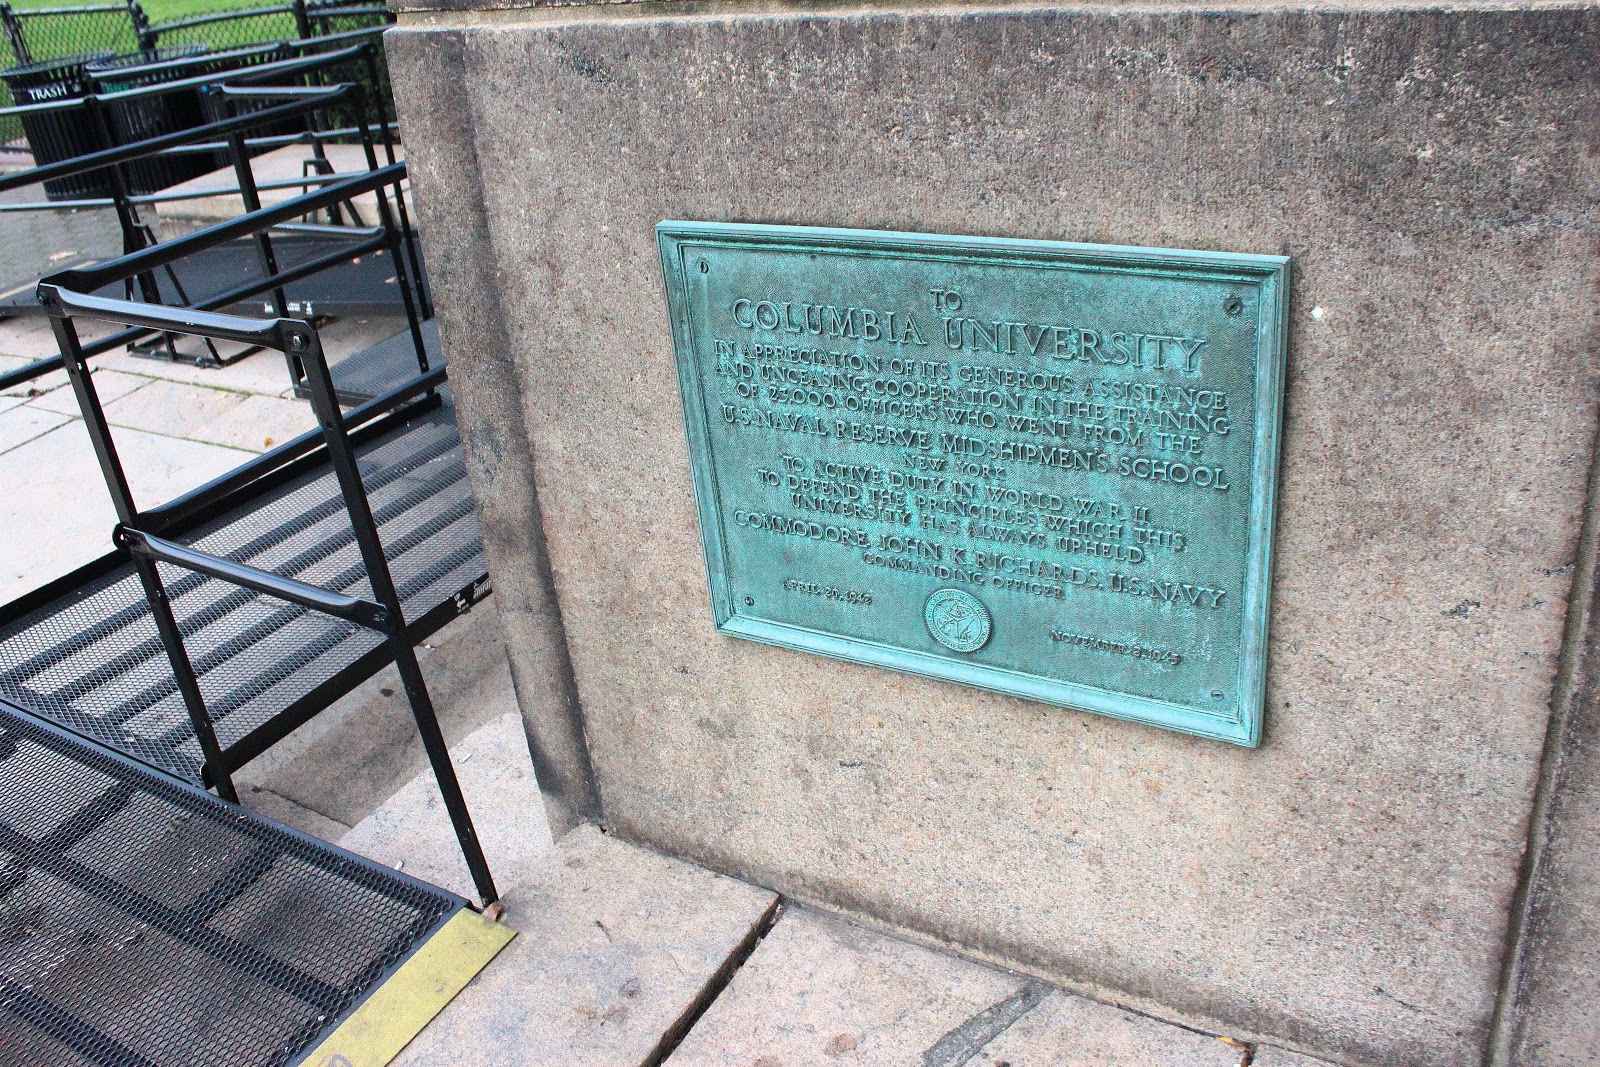 TRASH
TO
COLUMBIA UNIVERSITY
IN APPRECIATION OF ITS GENEROUS ASSISTANCE
AND UNCEASING COOPERATION IN THE TRAINING
OF 23,000 OFFICERS WHO WENT FROM THE
U.S. NAVAL RESERVE MIDSHIPMEN'S SCHOOL
NEW YORK
TO ACTIVE DUTY IN WORLD WAR II
TO DEFEND THE PRINCIPLES WHICH THIS
UNIVERSITY HAS ALWAYS UPHELD
COMMODORE JOHN K. RICHARDS, U.S. NAVY
COMMANDING OFFICER
APRIL 20, 1942
NOVEMBER 2, 1945